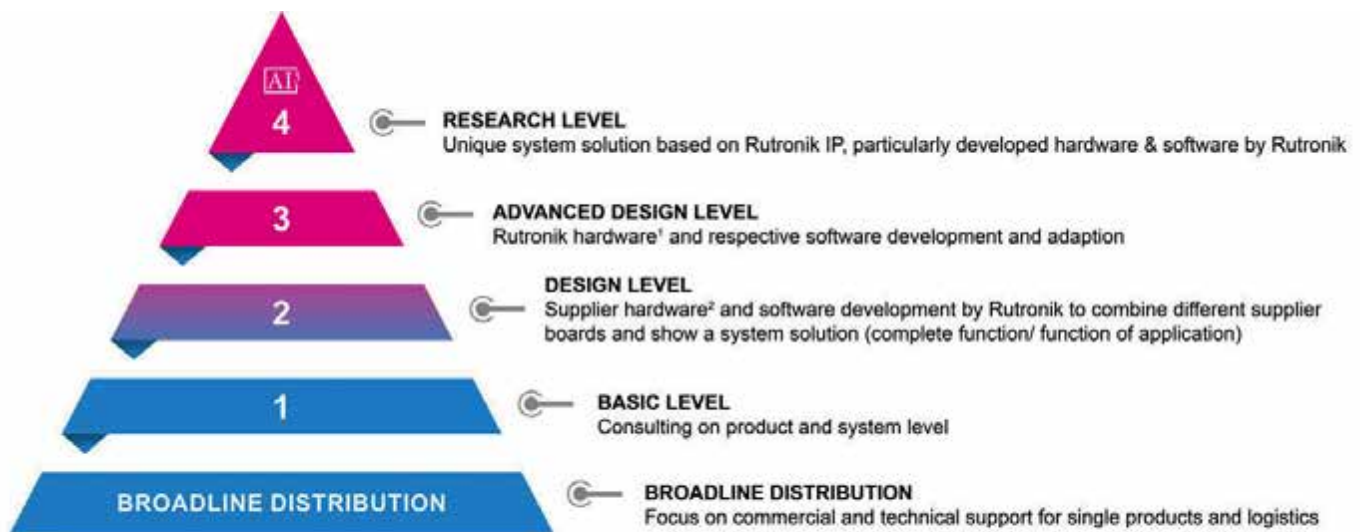 AI
4
RESEARCH LEVEL
Unique system solution based on Rutronik IP, particularly developed hardware & software by Rutronik
3
ADVANCED DESIGN LEVEL
Rutronik hardware¹ and respective software development and adaption
2
DESIGN LEVEL
Supplier hardware² and software development by Rutronik to combine different supplier
boards and show a system solution (complete function/ function of application)
1
BASIC LEVEL
Consulting on product and system level
BROADLINE DISTRIBUTION
BROADLINE DISTRIBUTION
Focus on commercial and technical support for single products and logistics